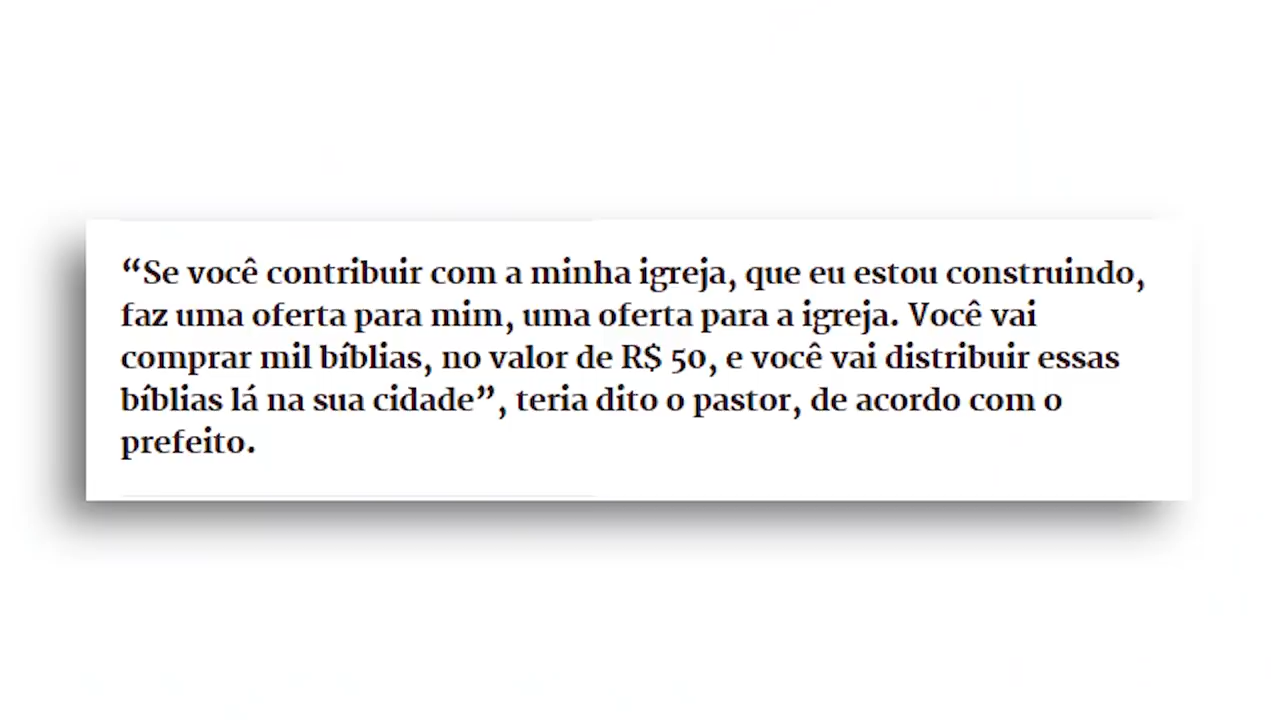 “Se você contribuir com a minha igreja, que eu estou construindo,
faz uma oferta para mim, uma oferta para a igreja. Você vai
comprar mil bíblias, no valor de R$ 50, e você vai distribuir essas
bíblias lá na sua cidade”, teria dito o pastor, de acordo com o
prefeito.